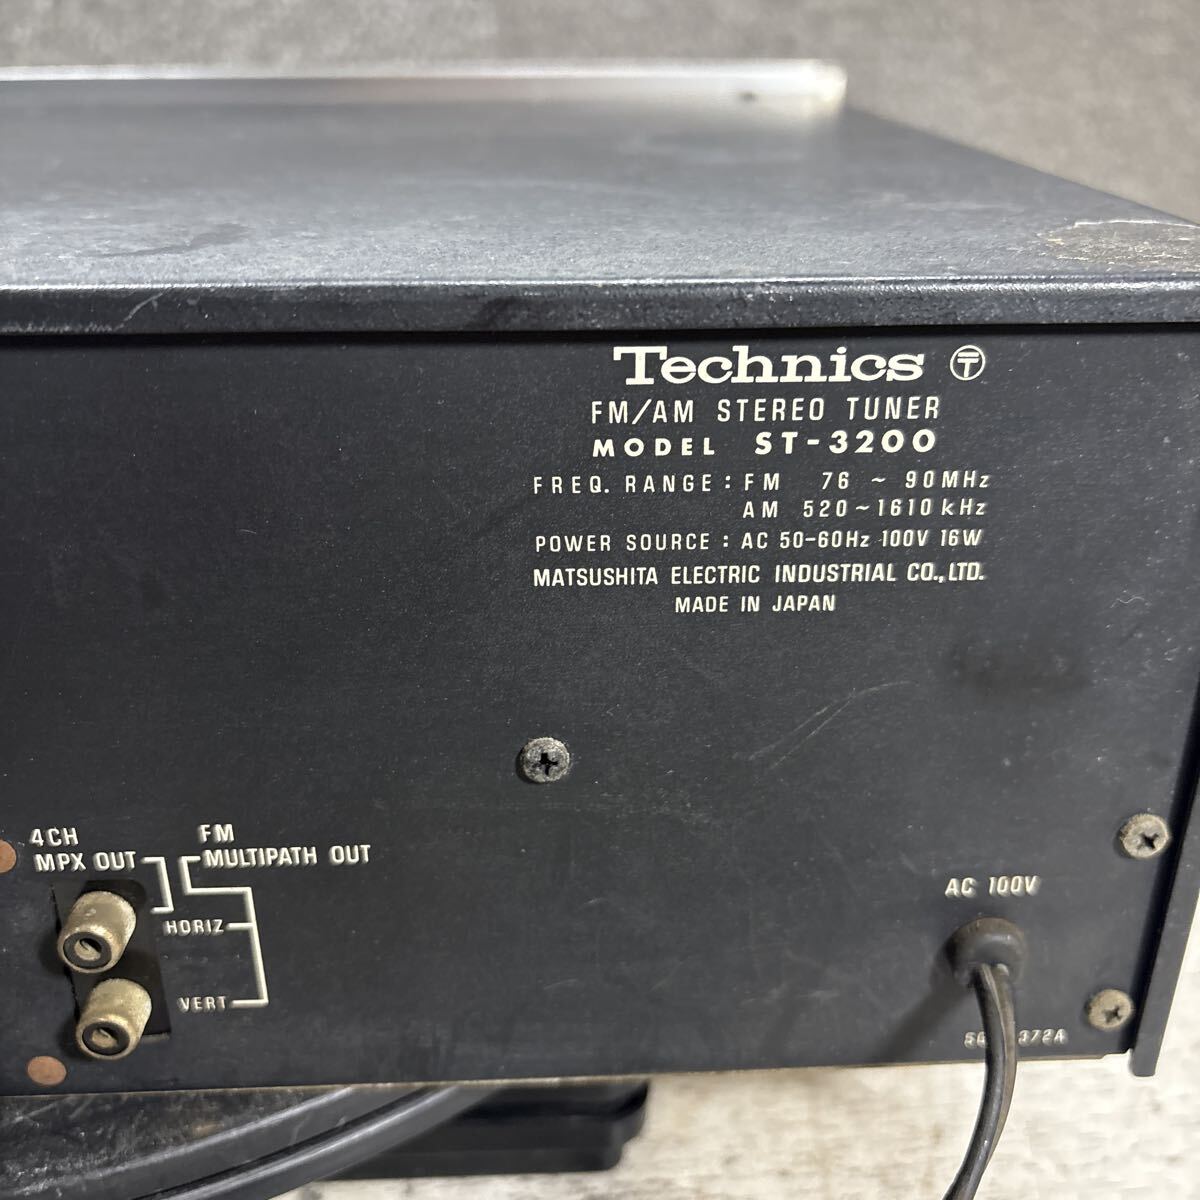 Technics
FM/AM STEREO TUNER
MODEL ST-3200
FREQ. RANGE : FM 76 ~ 90MHz
AM 520~1610kHz
POWER SOURCE : AC 50-60Hz 100V 16W
MATSUSHITA ELECTRIC INDUSTRIAL CO., LTD.
MADE IN JAPAN
4CH
MPX OUT
FM
MULTIPATH OUT
HORIZ
VERT
AC 100V